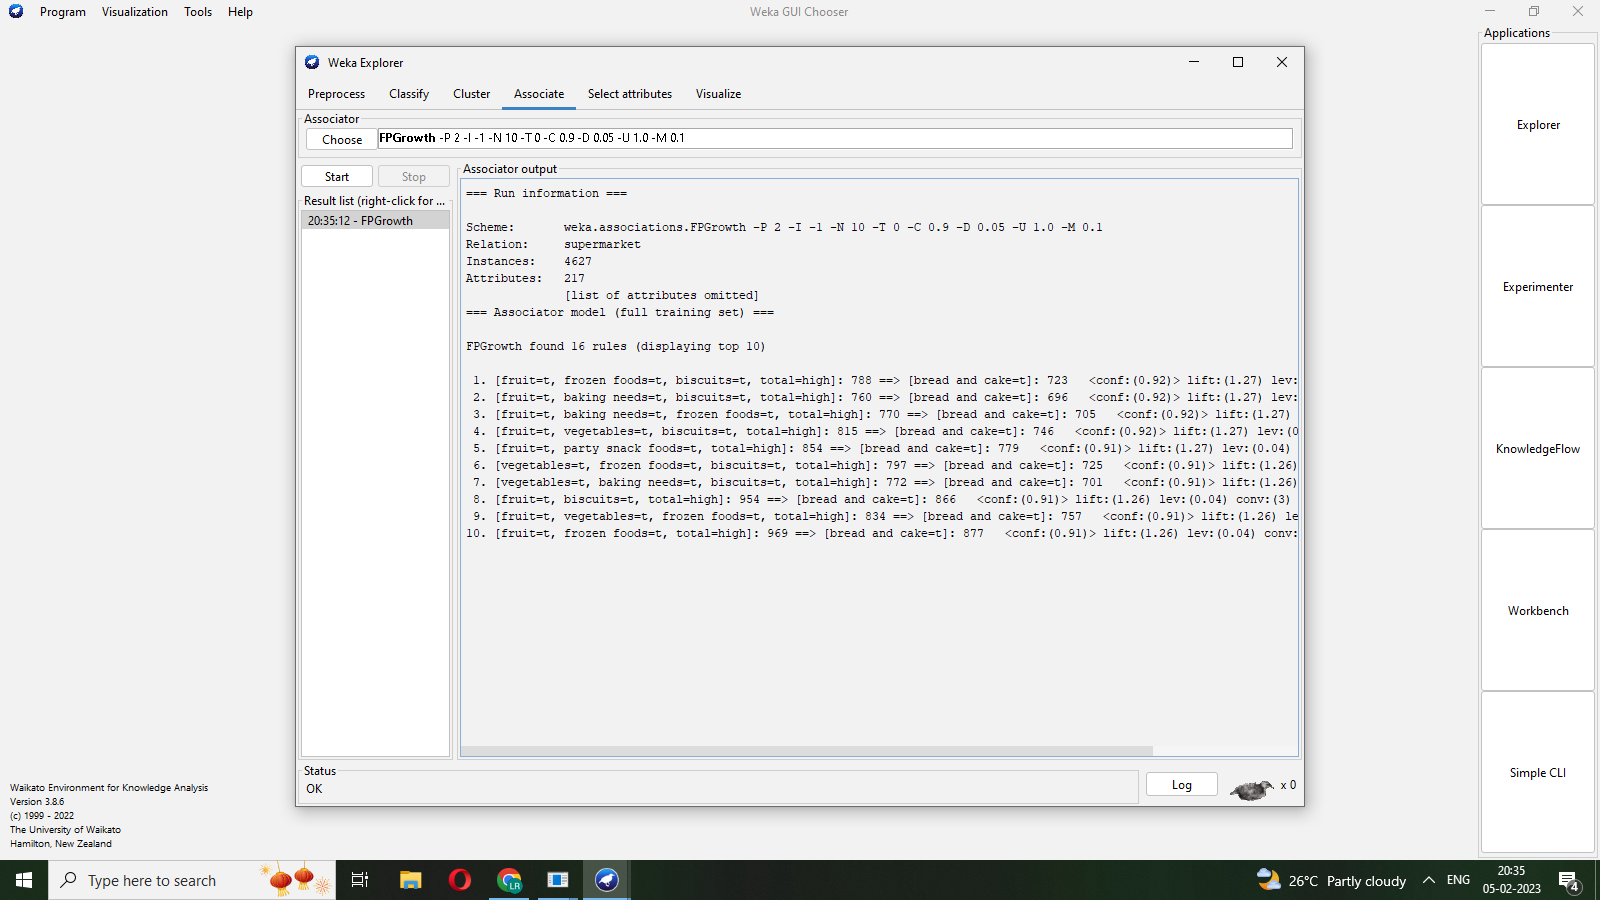 Program Visualization Tools Help
Weka GUI Chooser
Applications
Explorer
Experimenter
KnowledgeFlow
Workbench
Simple CLI
Weka Explorer
Preprocess Classify Cluster Associate Select attributes Visualize
Associator
Choose FPGrowth -P 2 -I -1 -N 10 -T 0 -C 0.9 -D 0.05 -U 1.0 -M 0.1
Start Stop
Result list (right-click for ...
20:35:12 - FPGrowth
Associator output
=== Run information ===
Scheme: weka.associations.FPGrowth -P 2 -I -1 -N 10 -T 0 -C 0.9 -D 0.05 -U 1.0 -M 0.1
Relation: supermarket
Instances: 4627
Attributes: 217
[list of attributes omitted]
=== Associator model (full training set) ===
FPGrowth found 16 rules (displaying top 10)
1. [fruit=t, frozen foods=t, biscuits=t, total=high]: 788 ==> [bread and cake=t]: 723 <conf:(0.92)> lift:(1.27) lev:
2. [fruit=t, baking needs=t, biscuits=t, total=high]: 760 ==> [bread and cake=t]: 696 <conf:(0.92)> lift:(1.27) lev:
3. [fruit=t, baking needs=t, frozen foods=t, total=high]: 770 ==> [bread and cake=t]: 705 <conf:(0.92)> lift:(1.27)
4. [fruit=t, vegetables=t, biscuits=t, total=high]: 815 ==> [bread and cake=t]: 746 <conf:(0.92)> lift:(1.27) lev:(0
5. [fruit=t, party snack foods=t, total=high]: 854 ==> [bread and cake=t]: 779 <conf:(0.91)> lift:(1.27) lev:(0.04)
6. [vegetables=t, frozen foods=t, biscuits=t, total=high]: 797 ==> [bread and cake=t]: 725 <conf:(0.91)> lift:(1.26)
7. [vegetables=t, baking needs=t, biscuits=t, total=high]: 772 ==> [bread and cake=t]: 701 <conf:(0.91)> lift:(1.26)
8. [fruit=t, biscuits=t, total=high]: 954 ==> [bread and cake=t]: 866 <conf:(0.91)> lift:(1.26) lev:(0.04) conv:(3)
9. [fruit=t, vegetables=t, frozen foods=t, total=high]: 834 ==> [bread and cake=t]: 757 <conf:(0.91)> lift:(1.26) le
10. [fruit=t, frozen foods=t, total=high]: 969 ==> [bread and cake=t]: 877 <conf:(0.91)> lift:(1.26) lev:(0.04) conv:
Status
OK
Log
x 0
Waikato Environment for Knowledge Analysis
Version 3.8.6
(c) 1999 - 2022
The University of Waikato
Hamilton, New Zealand
Type here to search
LR
26°C Partly cloudy
ENG
20:35
05-02-2023
4